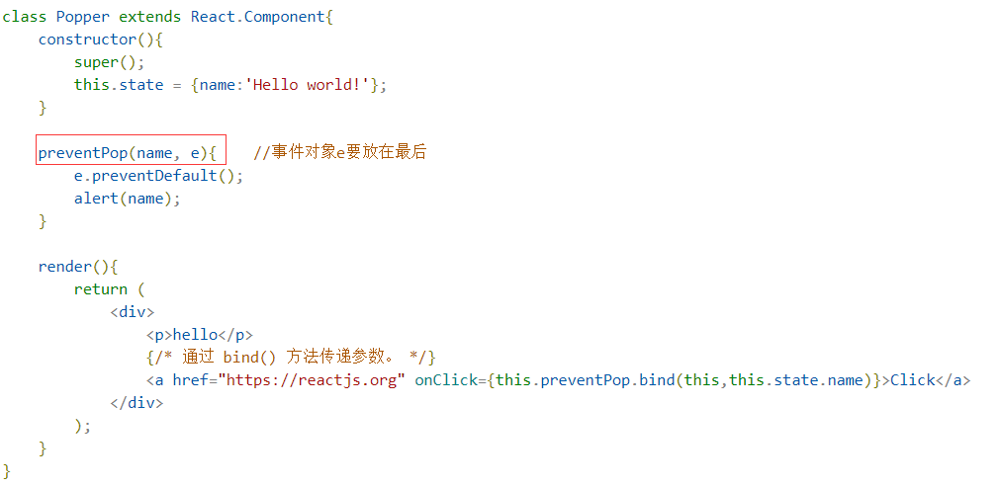 class Popper extends React.Component{
    constructor(){
        super();
        this.state = {name:'Hello world!'};
    }

    preventPop(name, e){    //事件对象e要放在最后
        e.preventDefault();
        alert(name);
    }

    render(){
        return (
            <div>
                <p>hello</p>
                {/* 通过 bind() 方法传递参数。 */}
                <a href="https://reactjs.org" onClick={this.preventPop.bind(this,this.state.name)}>Click</a>
            </div>
        );
    }
}